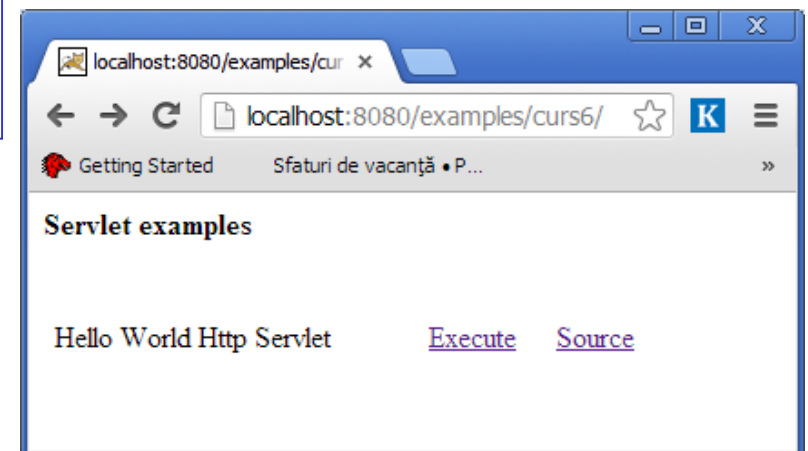 localhost:8080/examples/cur
localhost:8080/examples/curs6/
K
Getting Started Sfaturi de vacanţă • P... »
Servlet examples
Hello World Http Servlet Execute Source